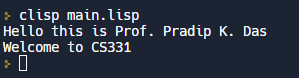 > clisp main.lisp
Hello this is Prof. Pradip K. Das
Welcome to CS331
>